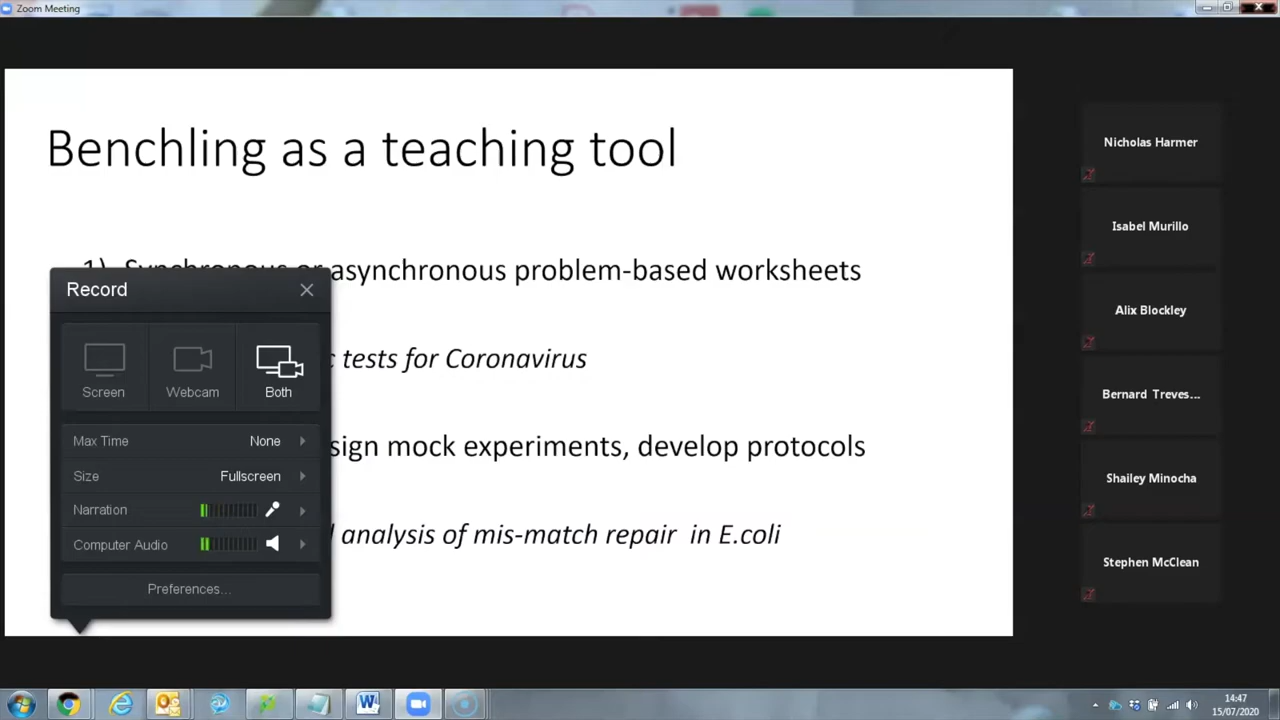 Zoom Meeting
Benchling as a teaching tool
1) Synchronous or asynchronous problem-based worksheets
tests for Coronavirus
sign mock experiments, develop protocols
analysis of mis-match repair in E.coli
Record
Screen
Webcam
Both
Max Time None
Size Fullscreen
Narration
Computer Audio
Preferences...
Nicholas Harmer
Isabel Murillo
Alix Blockley
Bernard Treves...
Shailey Minocha
Stephen McClean
14:47
15/07/2020